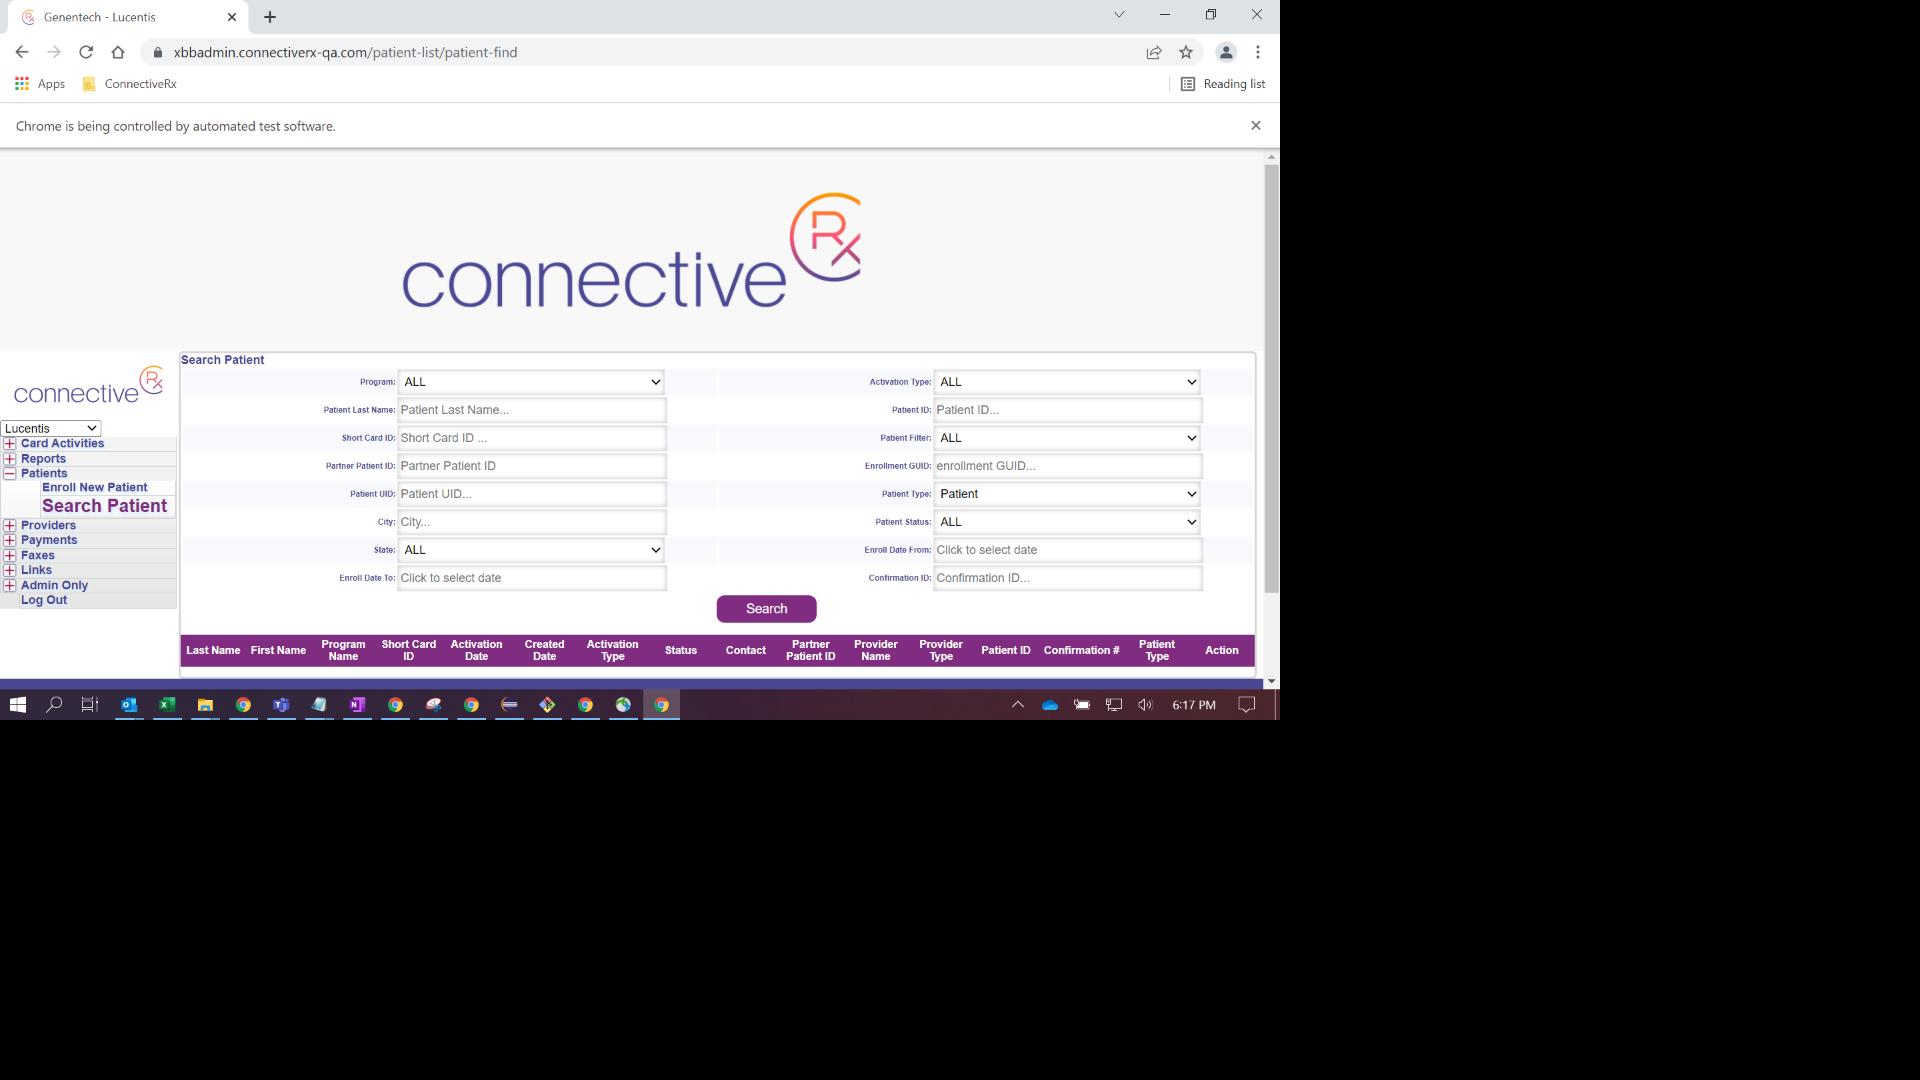 Genentech - Lucentis
xbbadmin.connectiverx-qa.com/patient-list/patient-find
Apps ConnectiveRx Reading list
Chrome is being controlled by automated test software.
connective Rx
connective Rx
Lucentis
Card Activities
Reports
Patients
Enroll New Patient
Search Patient
Providers
Payments
Faxes
Links
Admin Only
Log Out
Search Patient
Program: ALL Activation Type: ALL
Patient Last Name: Patient Last Name... Patient ID: Patient ID...
Short Card ID: Short Card ID ... Patient Filter: ALL
Partner Patient ID: Partner Patient ID Enrollment GUID: enrollment GUID...
Patient UID: Patient UID... Patient Type: Patient
City: City... Patient Status: ALL
State: ALL Enroll Date From: Click to select date
Enroll Date To: Click to select date Confirmation ID: Confirmation ID...
Search
Last Name First Name Program Name Short Card ID Activation Date Created Date Activation Type Status Contact Partner Patient ID Provider Name Provider Type Patient ID Confirmation # Patient Type Action
6:17 PM